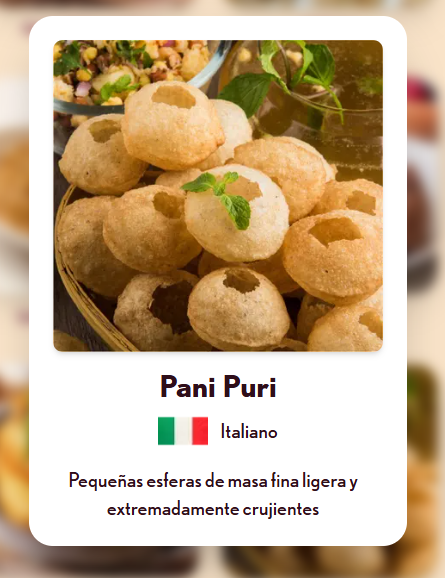 Pani Puri
Italiano
Pequeñas esferas de masa fina ligera y
extremadamente crujientes